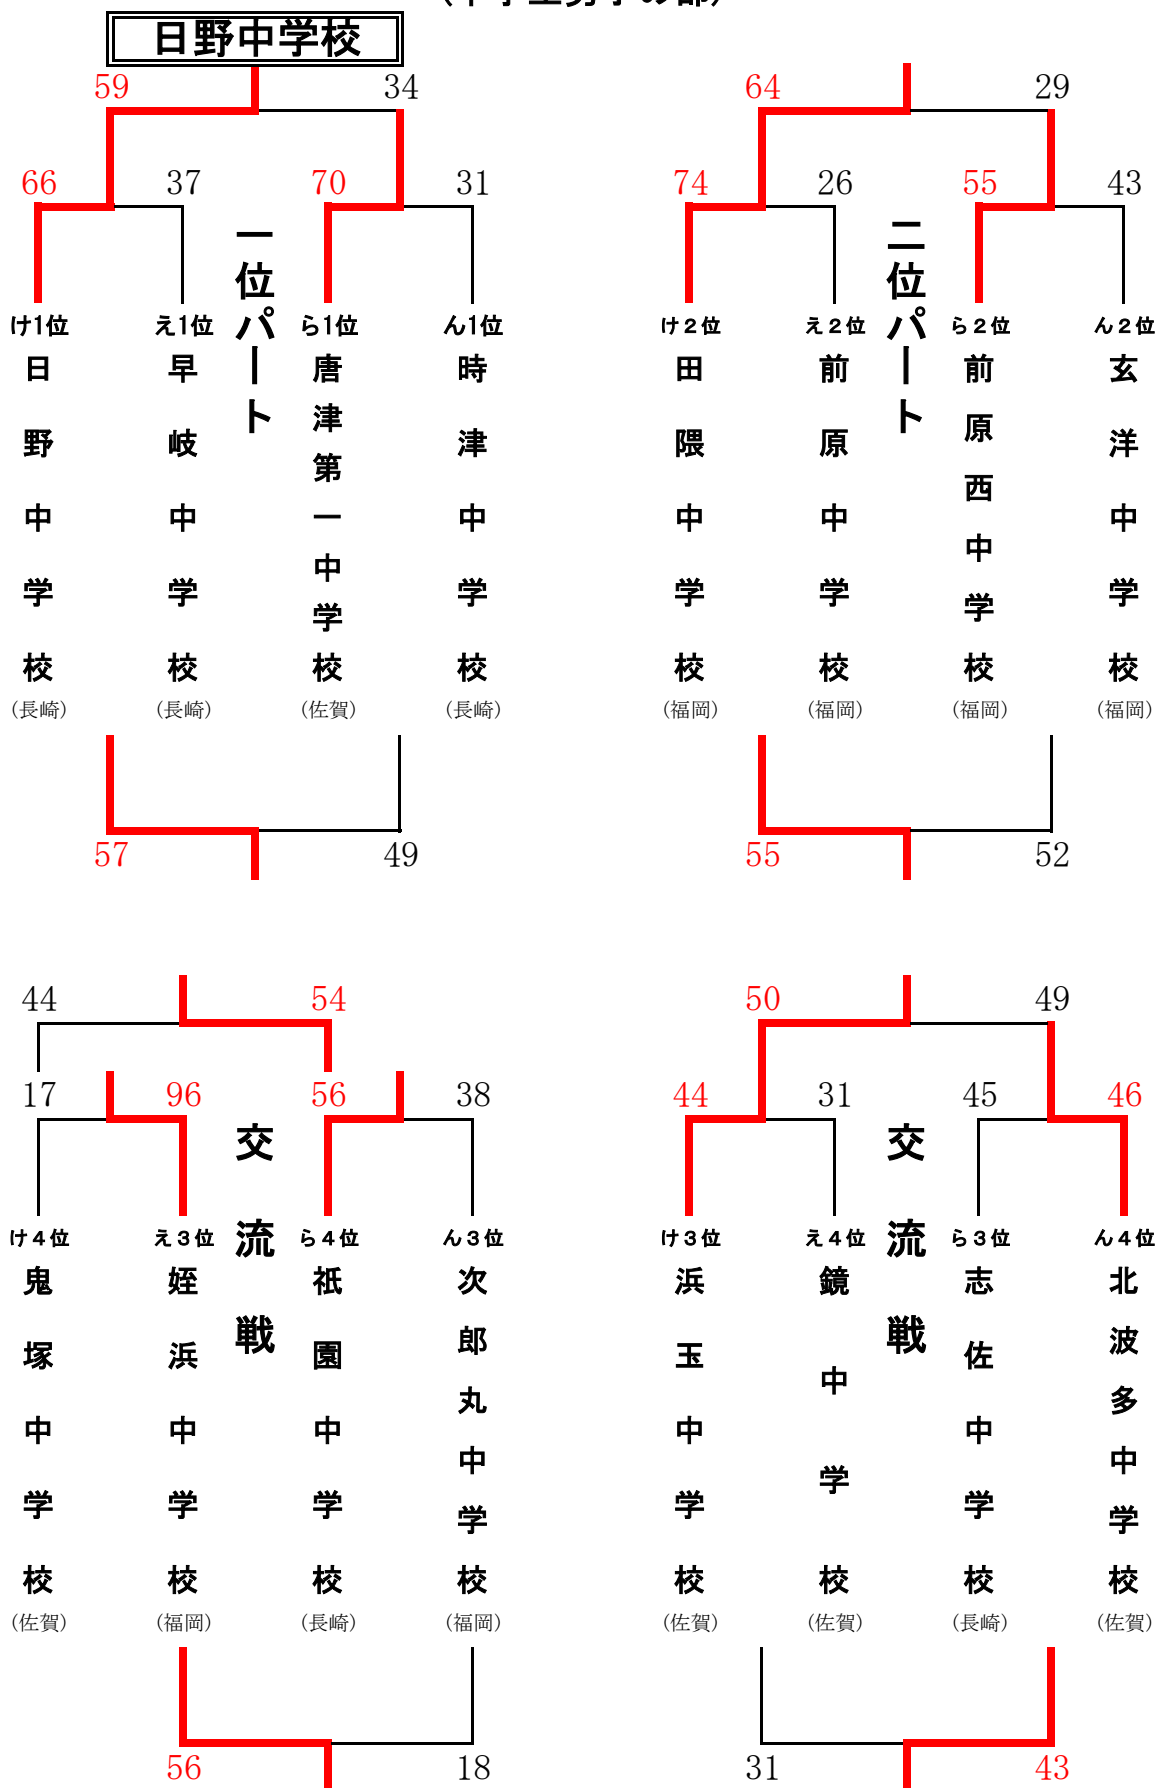 (中学生男子の部)
日野中学校
59 34 64 29
66 37 70 31 74 26 55 43
一位パート
二位パート
け1位 え1位 ら1位 ん1位 け2位 え2位 ら2位 ん2位
日野中学校
早岐中学校
唐津第一中学校
時津中学校
田隈中学校
前原中学校
前原西中学校
玄洋中学校
(長崎) (長崎) (佐賀) (長崎) (福岡) (福岡) (福岡) (福岡)
57 49 55 52
44 54 50 49
17 96 56 38 44 31 45 46
交流戦
交流戦
け4位 え3位 ら4位 ん3位 け3位 え4位 ら3位 ん4位
鬼塚中学校
姪浜中学校
祇園中学校
次郎丸中学校
浜玉中学校
鏡中学校
志佐中学校
北波多中学校
(佐賀) (福岡) (長崎) (福岡) (佐賀) (佐賀) (長崎) (佐賀)
56 18 31 43